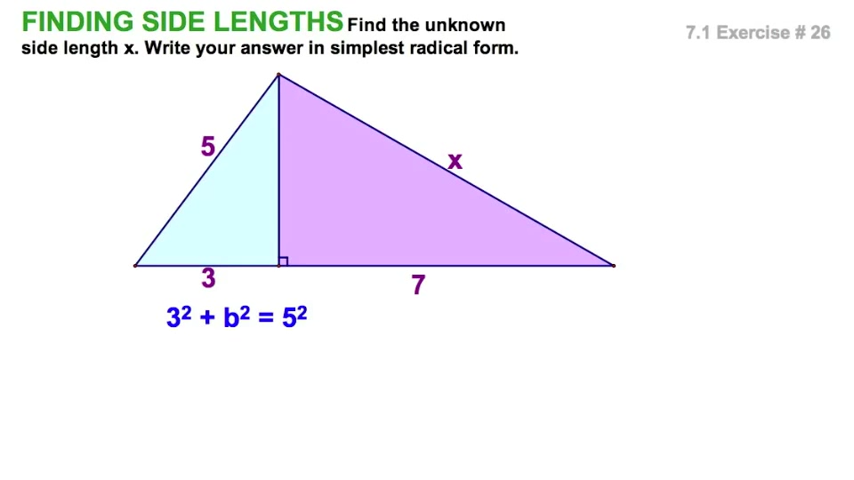 FINDING SIDE LENGTHS Find the unknown
side length x. Write your answer in simplest radical form.
7.1 Exercise # 26
5
x
3
7
3² + b² = 5²